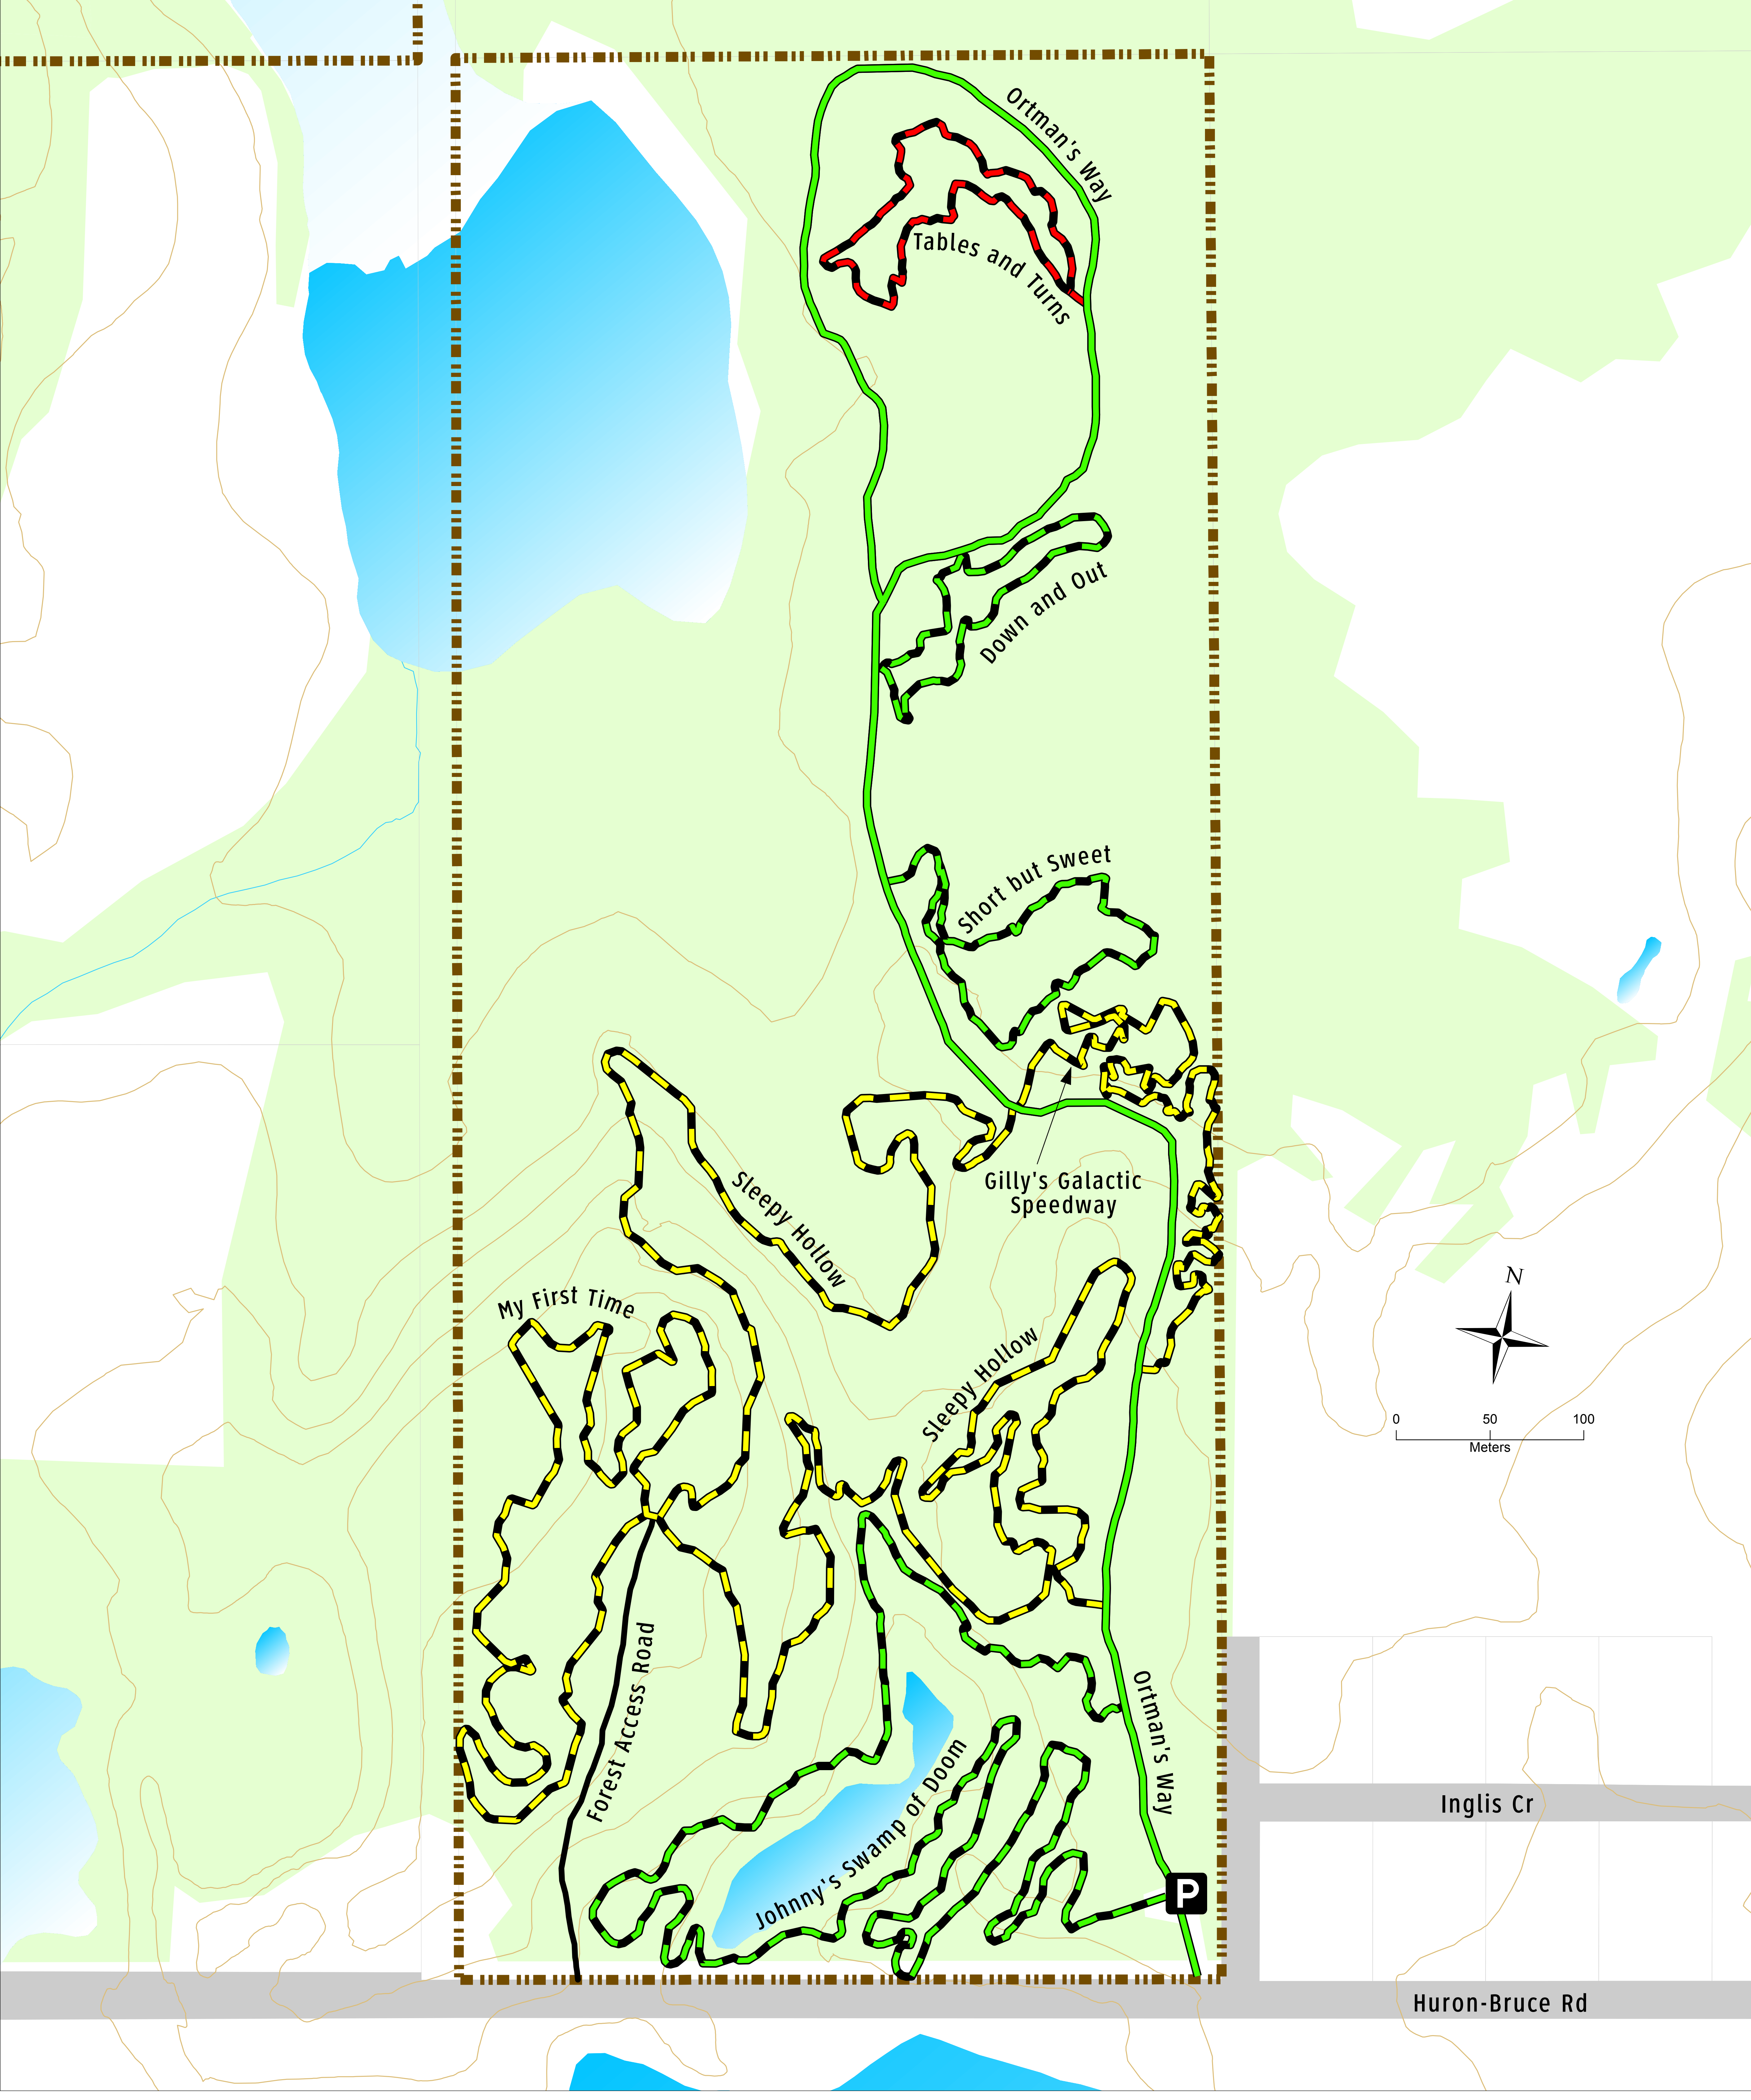 Ortman's Way
Tables and Turns
Down and Out
Short but Sweet
Gilly's Galactic
Speedway
Sleepy Hollow
N
My First Time
Sleepy Hollow
0 50 100
Meters
Forest Access Road
Ortman's Way
Johnny's Swamp of Doom
Inglis Cr
P
Huron-Bruce Rd